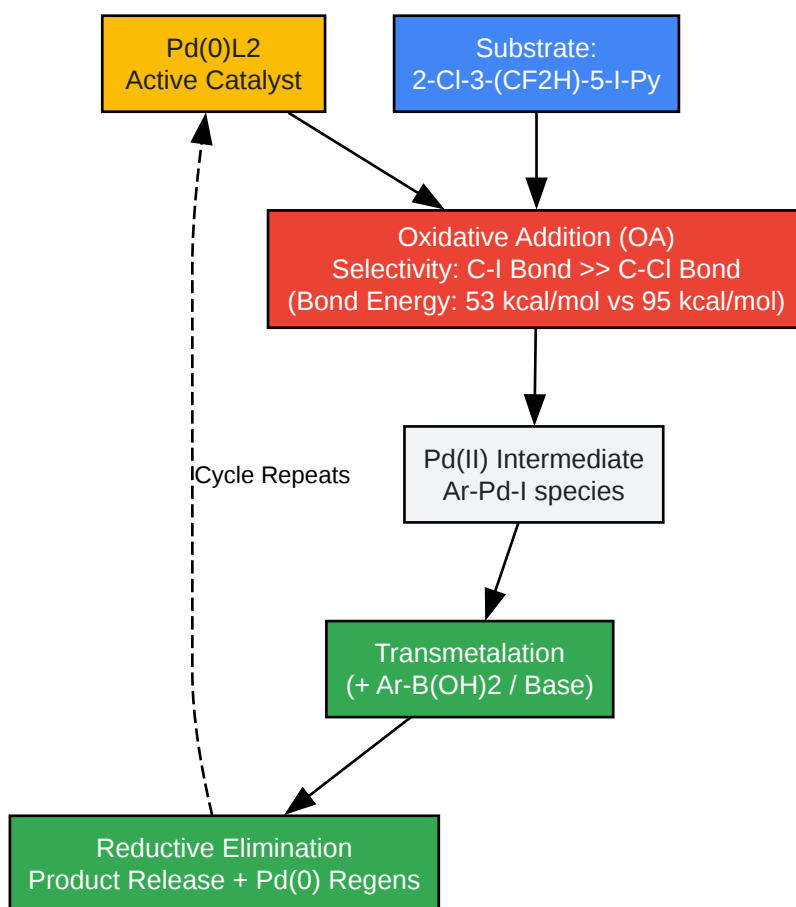 Pd(0)L2
Active Catalyst
Substrate:
2-Cl-3-(CF2H)-5-I-Py
Oxidative Addition (OA)
Selectivity: C-I Bond >> C-Cl Bond
(Bond Energy: 53 kcal/mol vs 95 kcal/mol)
Pd(II) Intermediate
Ar-Pd-I species
Cycle Repeats
Transmetalation
(+ Ar-B(OH)2 / Base)
Reductive Elimination
Product Release + Pd(0) Regens